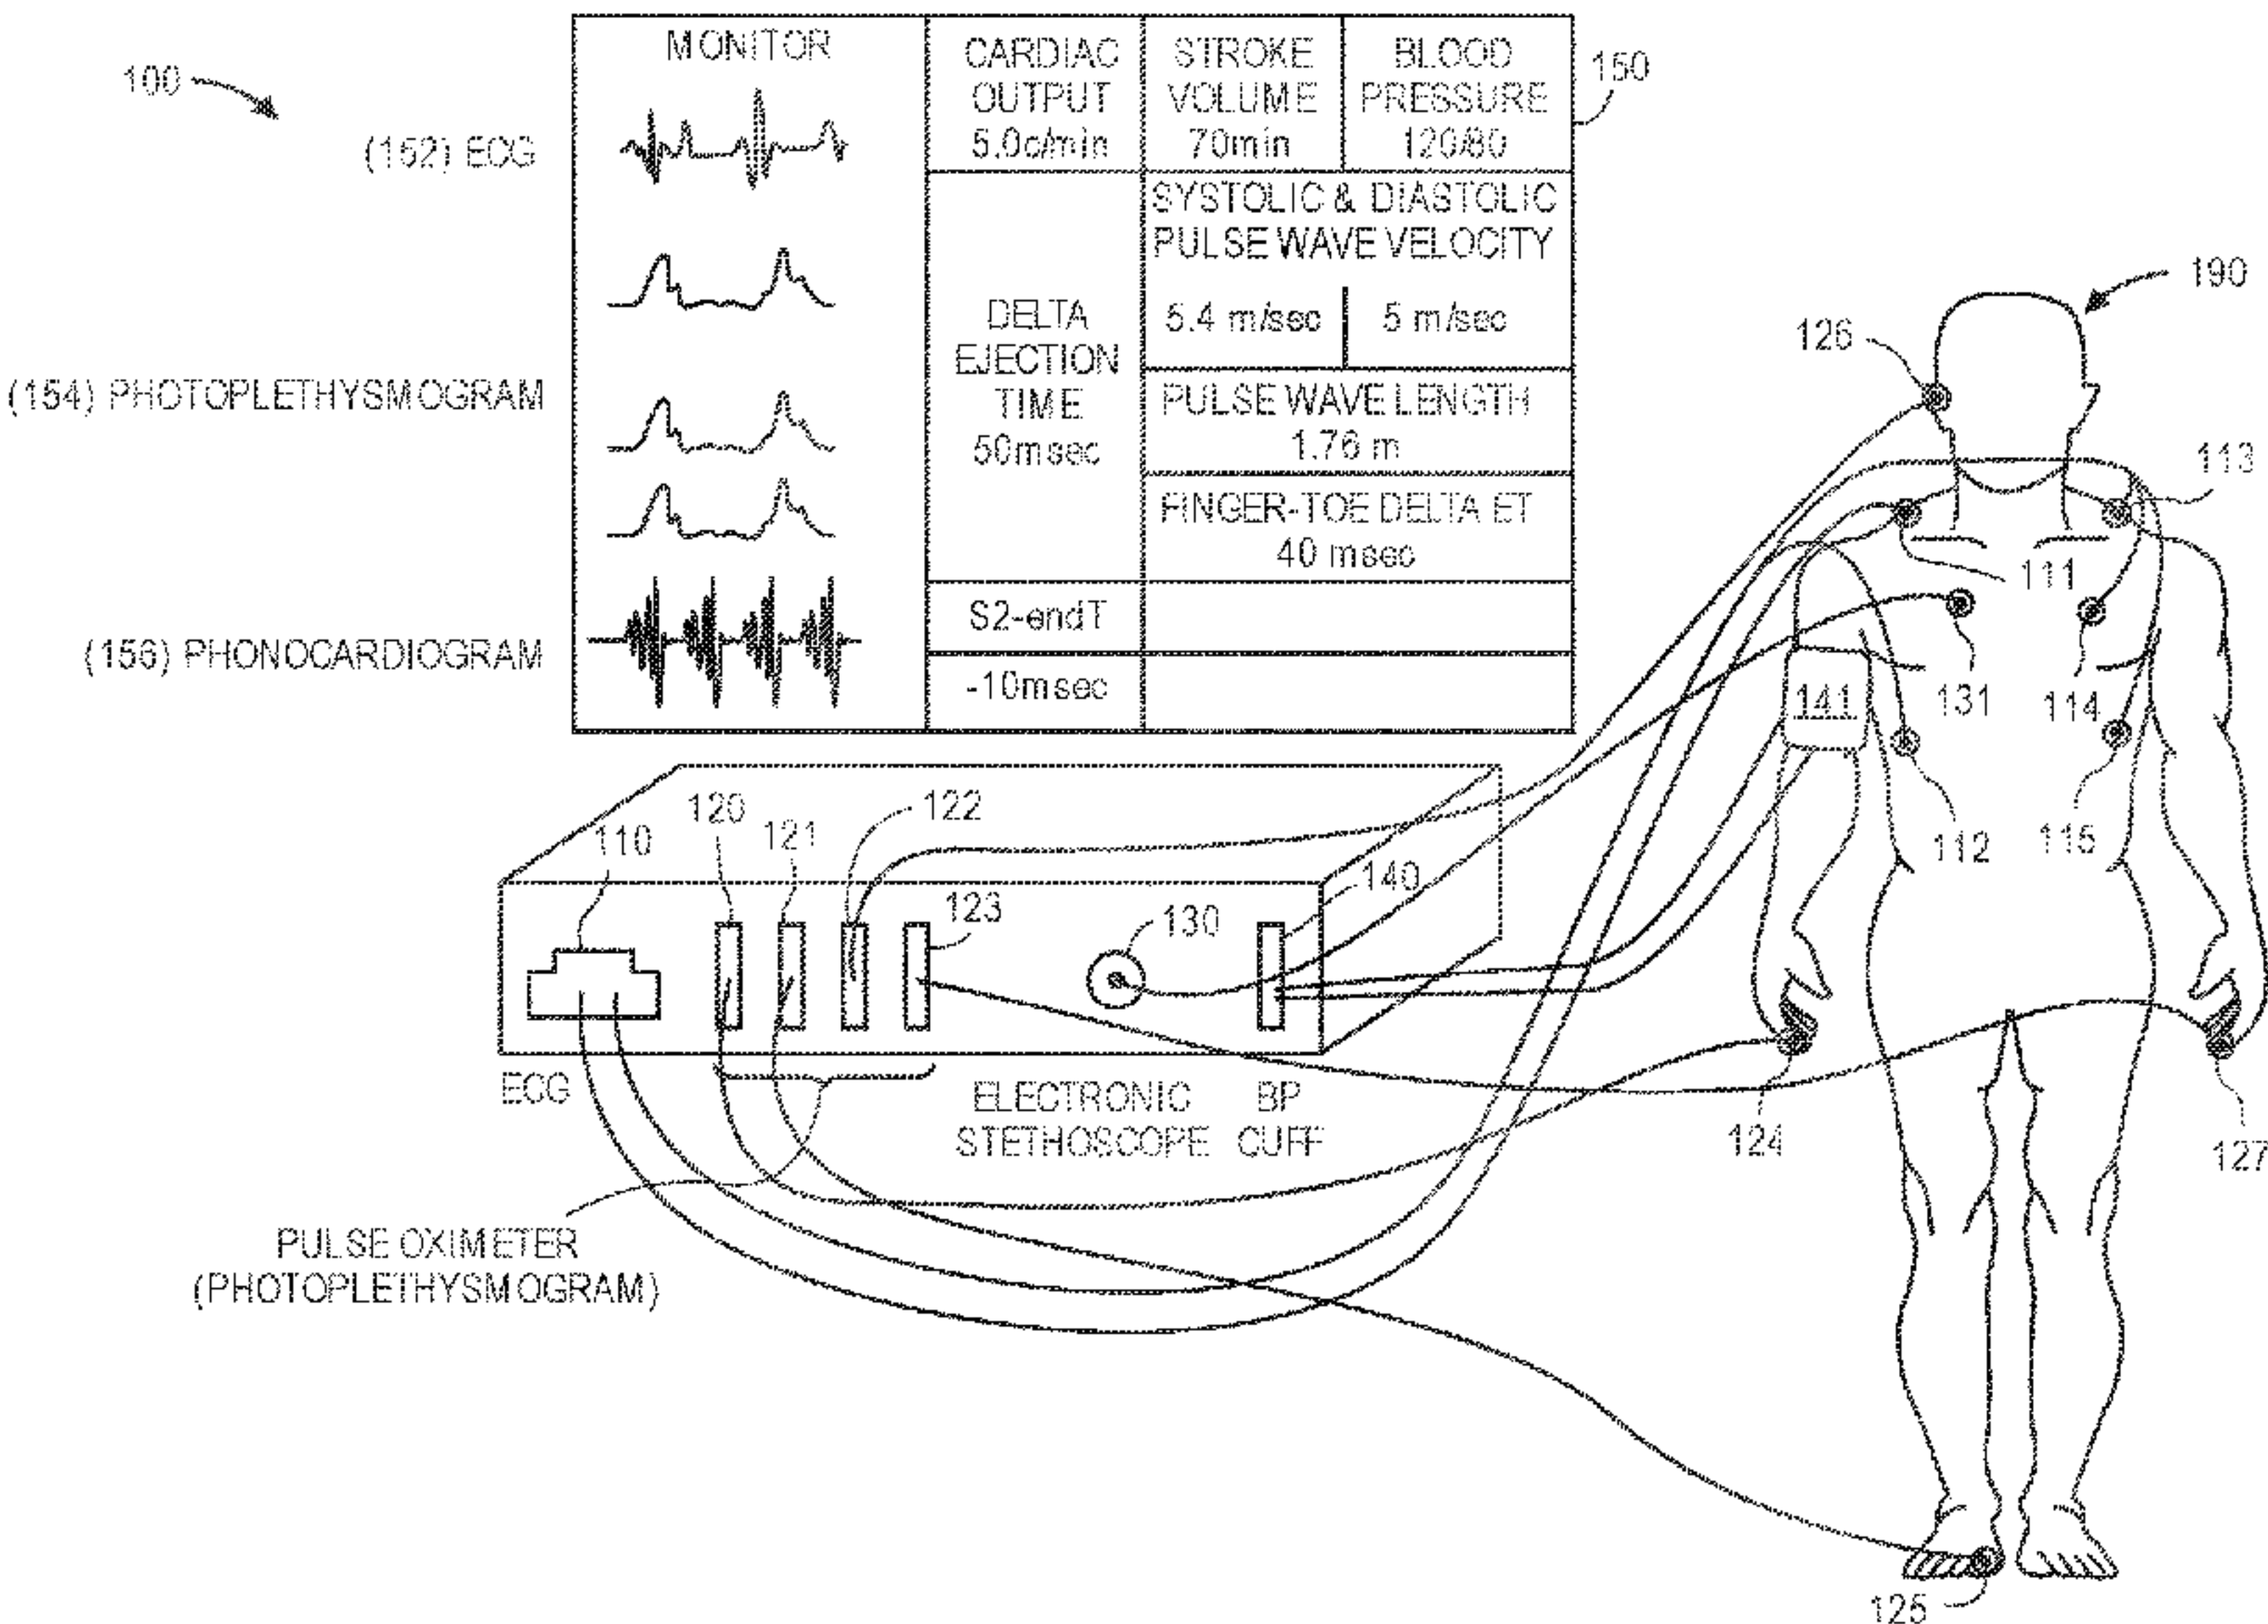 100
MONITOR
CARDIAC
OUTPUT
5.0c/min
STROKE
VOLUME
70min
BLOOD
PRESSURE
120/80
150
(152) ECG
(154) PHOTOPLETHYSMOGRAM
(156) PHONOCARDIOGRAM
DELTA
EJECTION
TIME
50msec
SYSTOLIC & DIASTOLIC
PULSE WAVE VELOCITY
5.4 m/sec
5 m/sec
PULSE WAVE LENGTH
1.76 m
FINGER-TOE DELTA ET
40 msec
S2-endT
-10msec
190
126
113
111
131
114
141
112
115
120
121
122
110
123
130
140
ECG
ELECTRONIC
STETHOSCOPE
BP
CUFF
124
127
PULSE OXIMETER
(PHOTOPLETHYSMOGRAM)
125